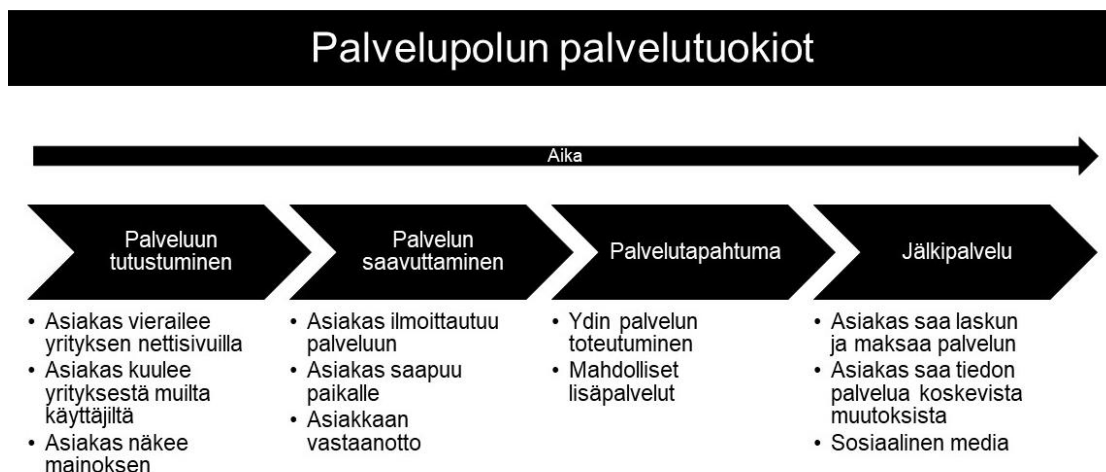 Palvelupolun palvelutuokiot
Aika
Palveluun
tutustuminen
• Asiakas vierailee
yrityksen nettisivuilla
• Asiakas kuulee
yrityksestä muilta
käyttäjiltä
• Asiakas näkee
mainoksen
Palvelun
saavuttaminen
• Asiakas ilmoittautuu
palveluun
• Asiakas saapuu
paikalle
• Asiakkaan
vastaanotto
Palvelutapahtuma
• Ydin palvelun
toteutuminen
• Mahdolliset
lisäpalvelut
Jälkipalvelu
• Asiakas saa laskun
ja maksaa palvelun
• Asiakas saa tiedon
palvelua koskevista
muutoksista
• Sosiaalinen media